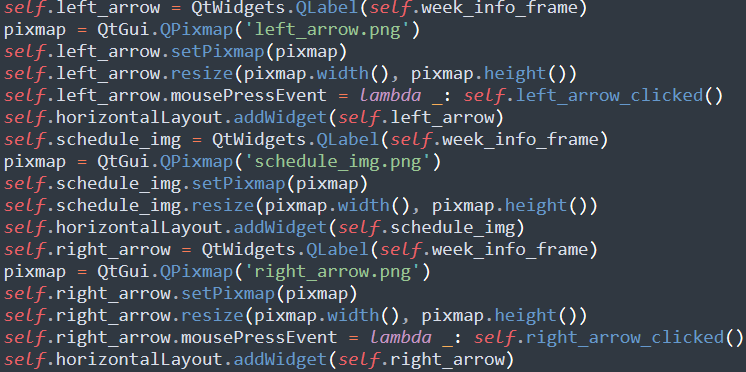 self.left_arrow = QtWidgets.QLabel(self.week_info_frame)
pixmap = QtGui.QPixmap('left_arrow.png')
self.left_arrow.setPixmap(pixmap)
self.left_arrow.resize(pixmap.width(), pixmap.height())
self.left_arrow.mousePressEvent = lambda _: self.left_arrow_clicked()
self.horizontalLayout.addWidget(self.left_arrow)
self.schedule_img = QtWidgets.QLabel(self.week_info_frame)
pixmap = QtGui.QPixmap('schedule_img.png')
self.schedule_img.setPixmap(pixmap)
self.schedule_img.resize(pixmap.width(), pixmap.height())
self.horizontalLayout.addWidget(self.schedule_img)
self.right_arrow = QtWidgets.QLabel(self.week_info_frame)
pixmap = QtGui.QPixmap('right_arrow.png')
self.right_arrow.setPixmap(pixmap)
self.right_arrow.resize(pixmap.width(), pixmap.height())
self.right_arrow.mousePressEvent = lambda _: self.right_arrow_clicked()
self.horizontalLayout.addWidget(self.right_arrow)